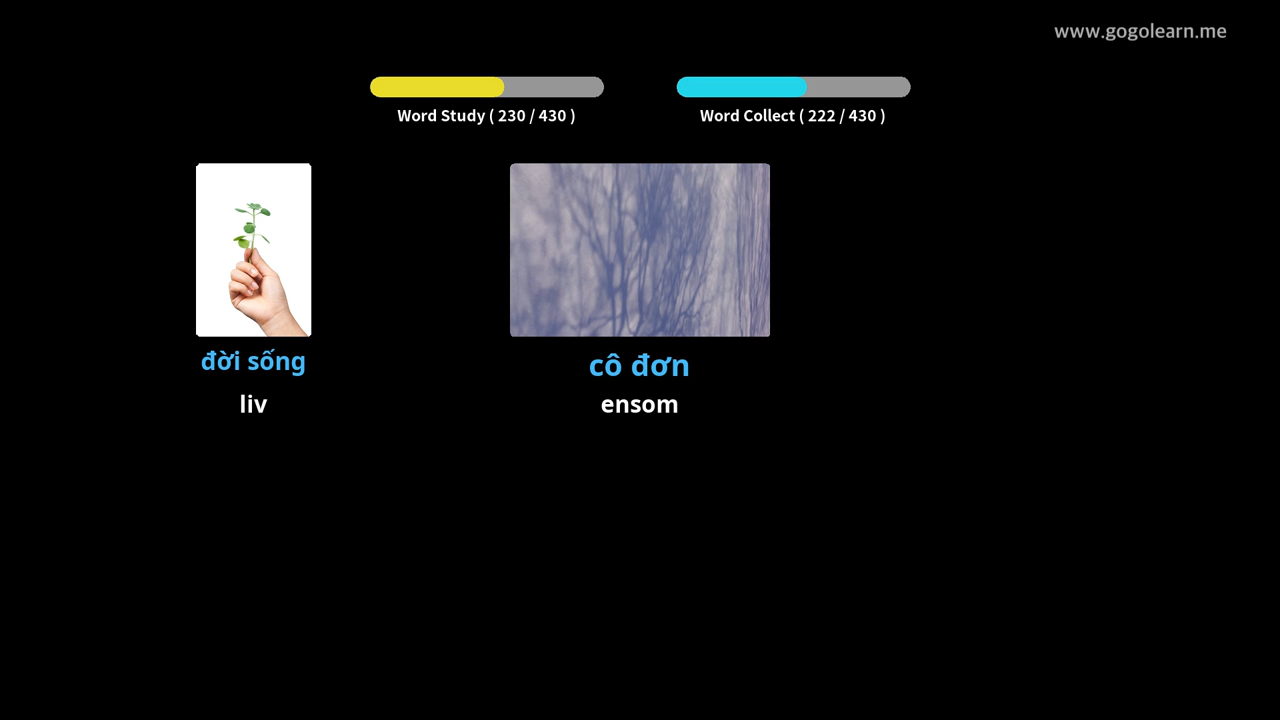 www.gogolearn.me
Word Study ( 230 / 430 )
Word Collect ( 222 / 430 )
đời sống
liv
cô đơn
ensom